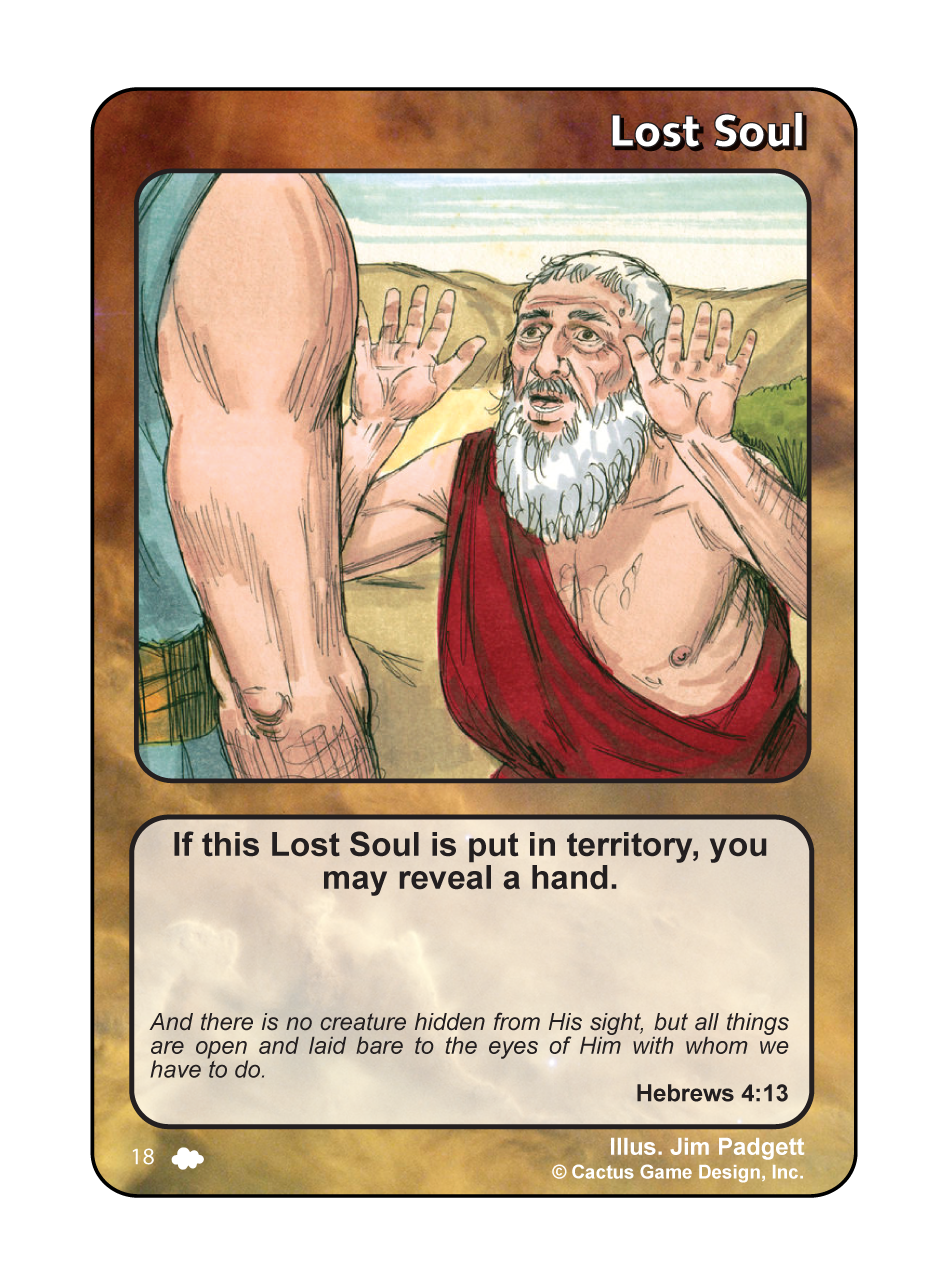 Lost Soul
If this Lost Soul is put in territory, you
may reveal a hand.
And there is no creature hidden from His sight, but all things
are open and laid bare to the eyes of Him with whom we
have to do.
Hebrews 4:13
18
Illus. Jim Padgett
© Cactus Game Design, Inc.